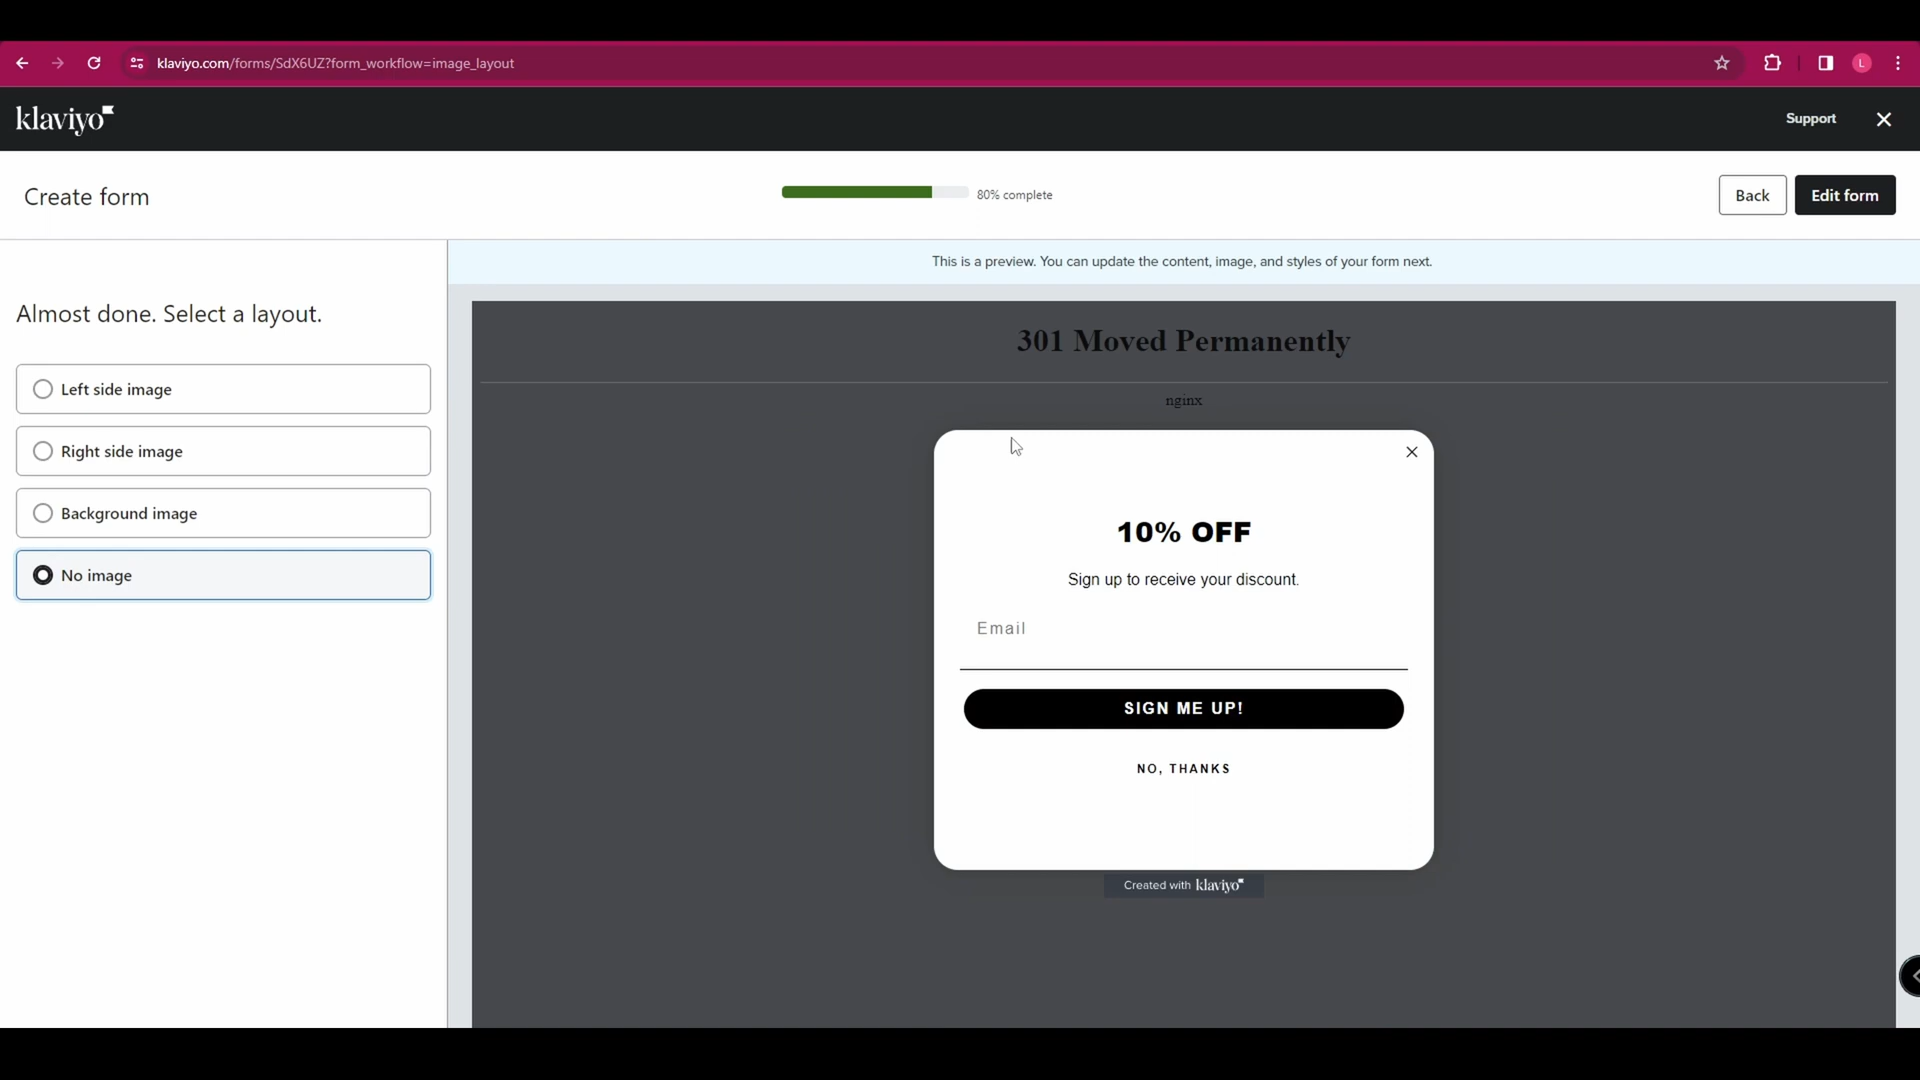 klaviyo.com/forms/SdX6UZ?form_workflow=image_layout
L
klaviyo
Support
Create form
80% complete
Back
Edit form
This is a preview. You can update the content, image, and styles of your form next.
Almost done. Select a layout.
Left side image
Right side image
Background image
No image
301 Moved Permanently
nginx
10% OFF
Sign up to receive your discount.
Email
SIGN ME UP!
NO, THANKS
Created with klaviyo